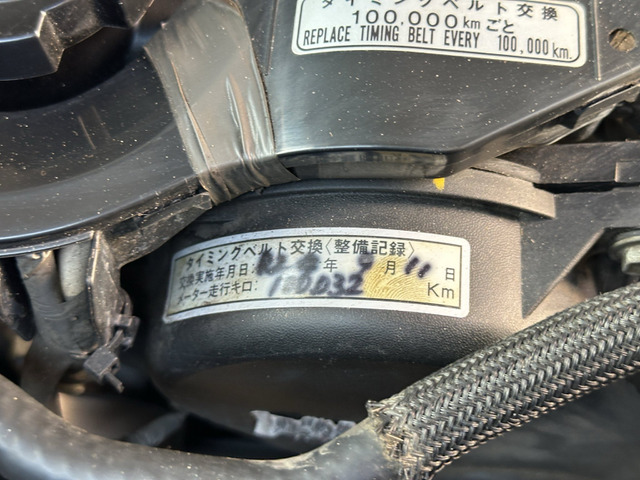 タイミングベルト交換
100,000kmごと
REPLACE TIMING BELT EVERY 100,000km.
タイミングベルト交換〈整備記録〉
交換実施年月日: 年 月 11 日
メーター走行キロ: Km